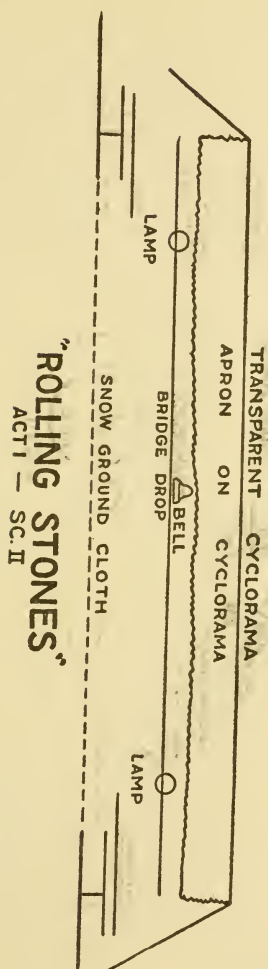 TRANSPARENT CYCLORAMA
APRON ON CYCLORAMA
BELL
BRIDGE DROP
LAMP
LAMP
SNOW GROUND CLOTH
"ROLLING STONES"
ACT I — SC. II